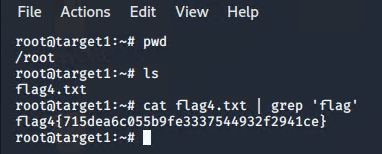 File Actions Edit View Help
root@target1:~# pwd
/root
root@target1:~# ls
flag4.txt
root@target1:~# cat flag4.txt | grep 'flag'
flag4{715dea6c055b9fe3337544932f2941ce}
root@target1:~#